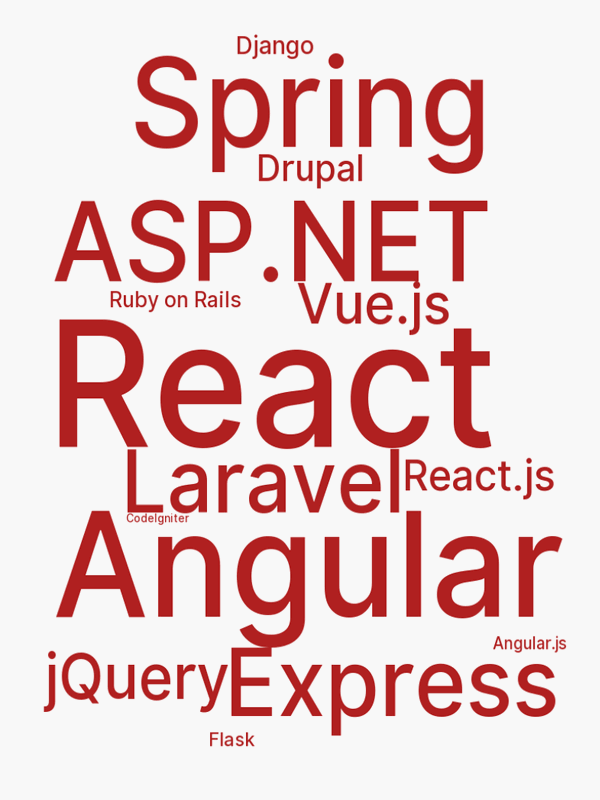 Django
Spring
Drupal
ASP.NET
Ruby on Rails
Vue.js
React
Laravel
React.js
CodeIgniter
Angular
Angular.js
jQuery
Express
Flask